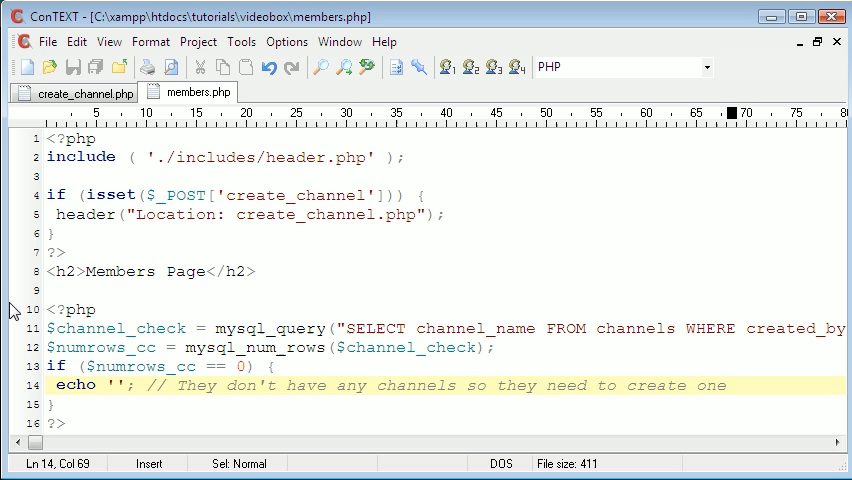 ConTEXT - [C:\xampp\htdocs\tutorials\videobox\members.php]
File Edit View Format Project Tools Options Window Help
1 2 3 4 PHP
create_channel.php members.php
5 10 15 20 25 30 35 40 45 50 55 60 65 70 75 80
1 <?php
2 include ( './includes/header.php' );
3
4 if (isset($_POST['create_channel'])) {
5 header("Location: create_channel.php");
6 }
7 ?>
8 <h2>Members Page</h2>
9
10 <?php
11 $channel_check = mysql_query("SELECT channel_name FROM channels WHERE created_by
12 $numrows_cc = mysql_num_rows($channel_check);
13 if ($numrows_cc == 0) {
14 echo ''; // They don't have any channels so they need to create one
15 }
16 ?>
Ln 14, Col 69 Insert Sel: Normal DOS File size: 411